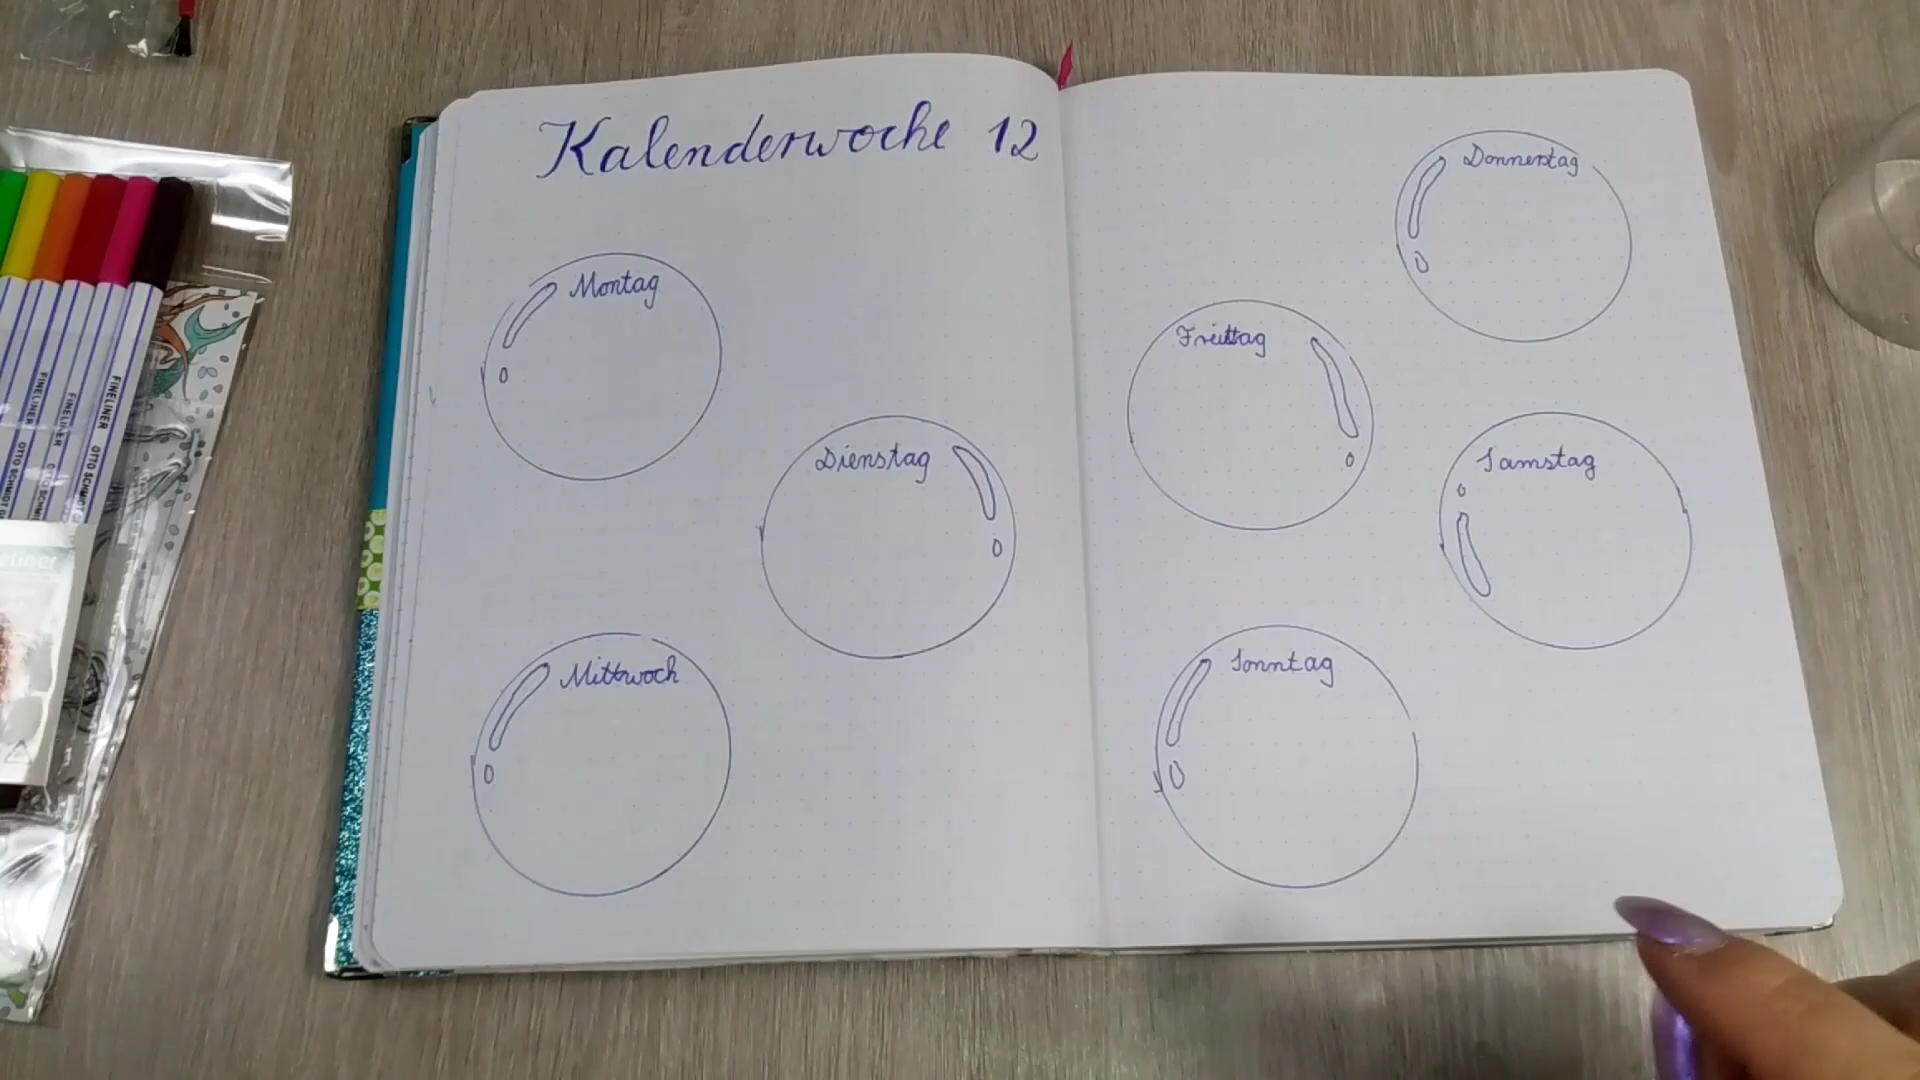 Kalenderwoche 12
Montag
Dienstag
Mittwoch
Donnerstag
Freitag
Samstag
Sonntag
FINELINER OTTO SCHMIDT
FINELINER
FINELINER